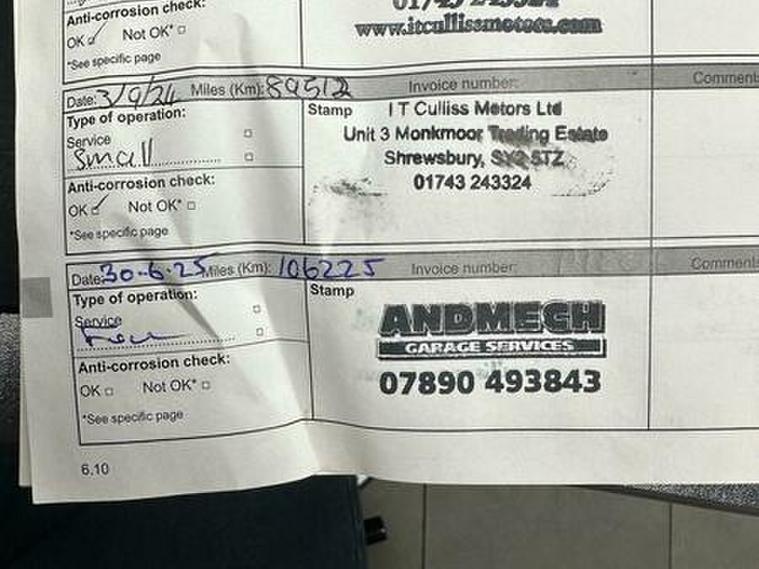 Anti-corrosion check:
OK ✓ Not OK* □
*See specific page
www.itcullissmotors.com
Date: 3/9/24 Miles (Km): 89512 Invoice number: Comments
Type of operation:
Service □
Small □
Anti-corrosion check:
OK ✓ Not OK* □
*See specific page
Stamp I T Culliss Motors Ltd
Unit 3 Monkmoor Trading Estate
Shrewsbury, SY2 5TZ
01743 243324
Date: 30-6-25 Miles (Km): 106225 Invoice number: Comments
Type of operation:
Service □
□
Anti-corrosion check:
OK □ Not OK* □
*See specific page
Stamp
ANDMECH
GARAGE SERVICES
07890 493843
6.10